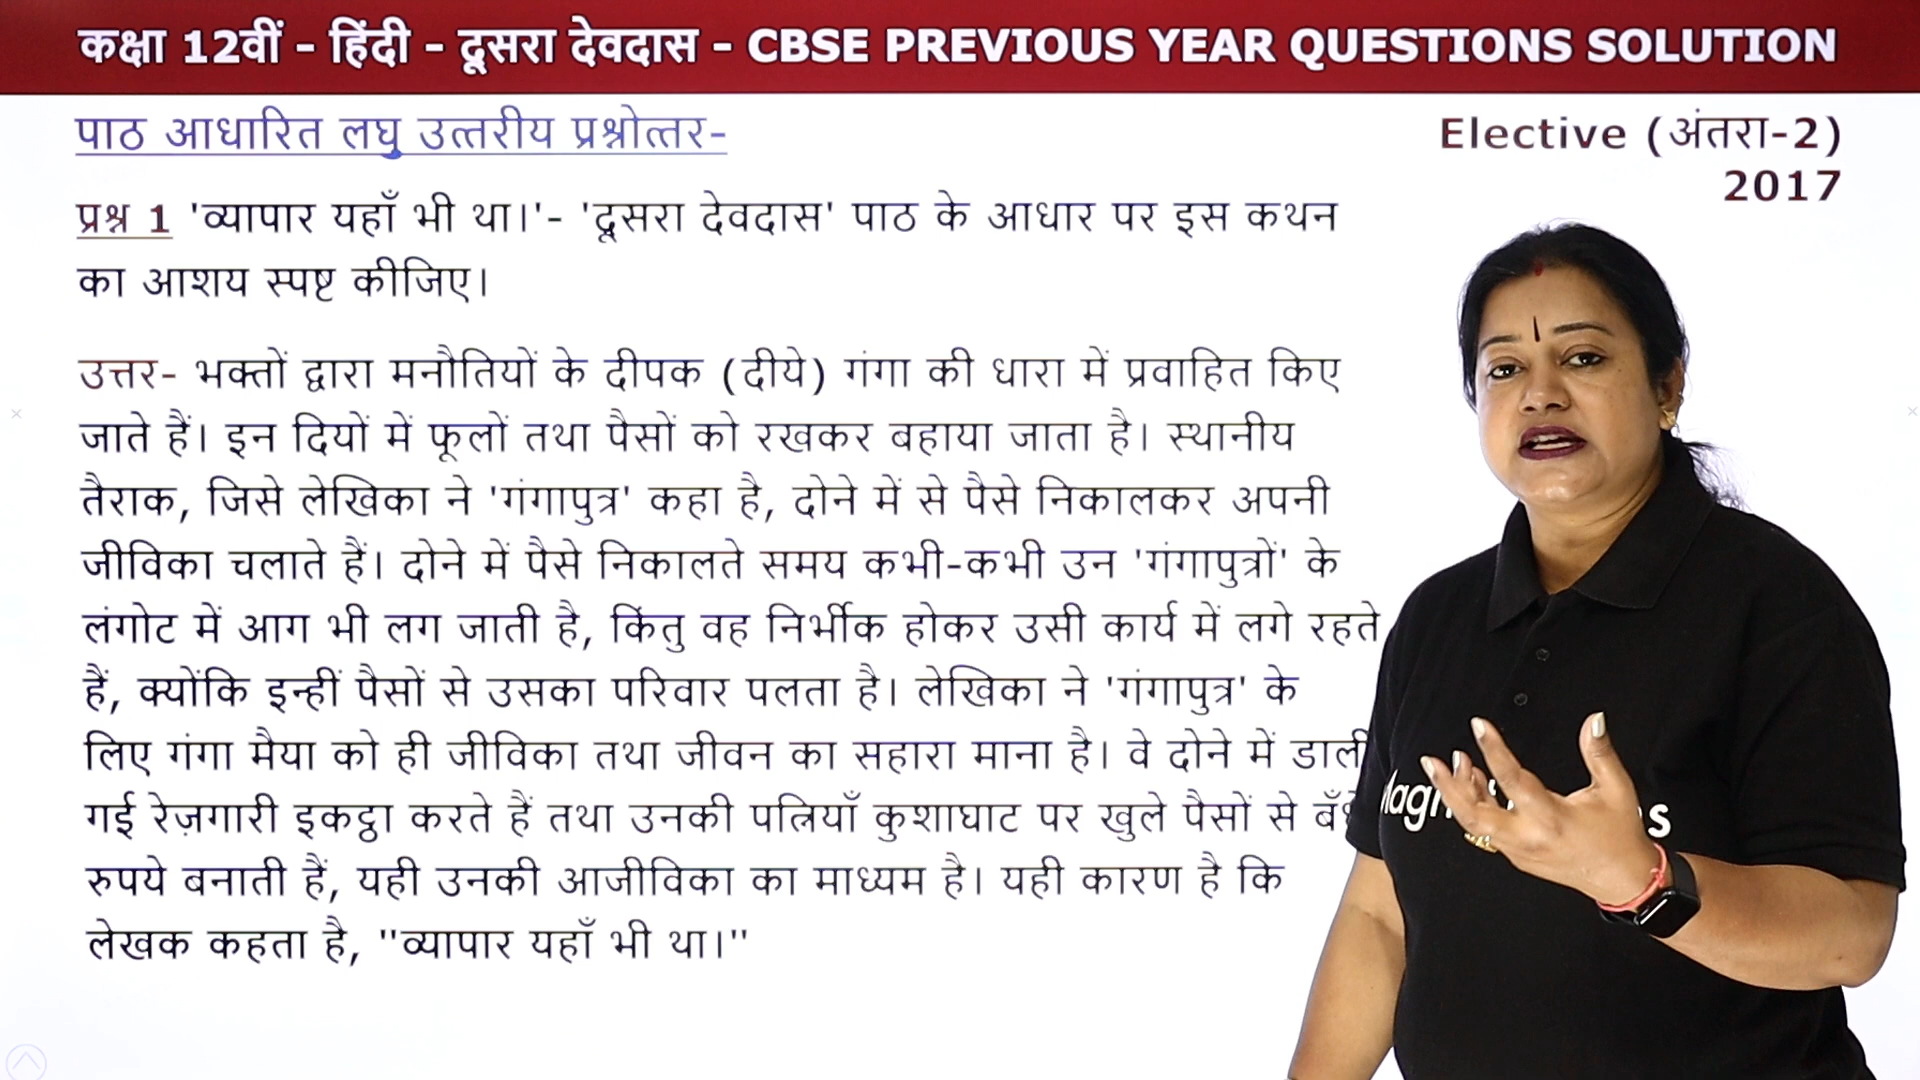 कक्षा 12वीं - हिंदी - दूसरा देवदास - CBSE PREVIOUS YEAR QUESTIONS SOLUTION
पाठ आधारित लघु उत्तरीय प्रश्नोत्तर-
Elective (अंतरा-2)
2017
प्रश्न 1 'व्यापार यहाँ भी था।'- 'दूसरा देवदास' पाठ के आधार पर इस कथन
का आशय स्पष्ट कीजिए।
उत्तर- भक्तों द्वारा मनौतियों के दीपक (दीये) गंगा की धारा में प्रवाहित किए
जाते हैं। इन दियों में फूलों तथा पैसों को रखकर बहाया जाता है। स्थानीय
तैराक, जिसे लेखिका ने 'गंगापुत्र' कहा है, दोने में से पैसे निकालकर अपनी
जीविका चलाते हैं। दोने में पैसे निकालते समय कभी-कभी उन 'गंगापुत्रों' के
लंगोट में आग भी लग जाती है, किंतु वह निर्भीक होकर उसी कार्य में लगे रहते
हैं, क्योंकि इन्हीं पैसों से उसका परिवार पलता है। लेखिका ने 'गंगापुत्र' के
लिए गंगा मैया को ही जीविका तथा जीवन का सहारा माना है। वे दोने में डाली
गई रेज़गारी इकट्ठा करते हैं तथा उनकी पत्नियाँ कुशाघाट पर खुले पैसों से
रुपये बनाती हैं, यही उनकी आजीविका का माध्यम है। यही कारण है कि
लेखक कहता है, "व्यापार यहाँ भी था।"